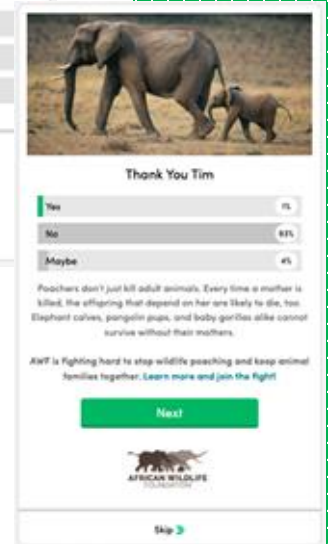 Thank You Tim
Yes 1%
No 93%
Maybe 4%
Poachers don't just kill adult animals. Every time a mother is
killed, the offspring that depend on her are likely to die, too.
Elephant calves, pangolin pups, and baby gorillas alike cannot
survive without their mothers.
AWF is fighting hard to stop wildlife poaching and keep animal
families together. Learn more and join the fight!
Next
AFRICAN WILDLIFE
FOUNDATION
Skip